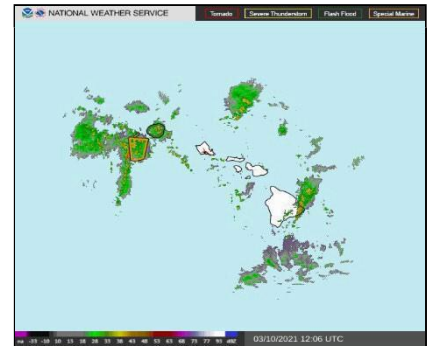 NATIONAL WEATHER SERVICE
Tornado
Severe Thunderstorm
Flash Flood
Special Marine
03/10/2021 12:06 UTC